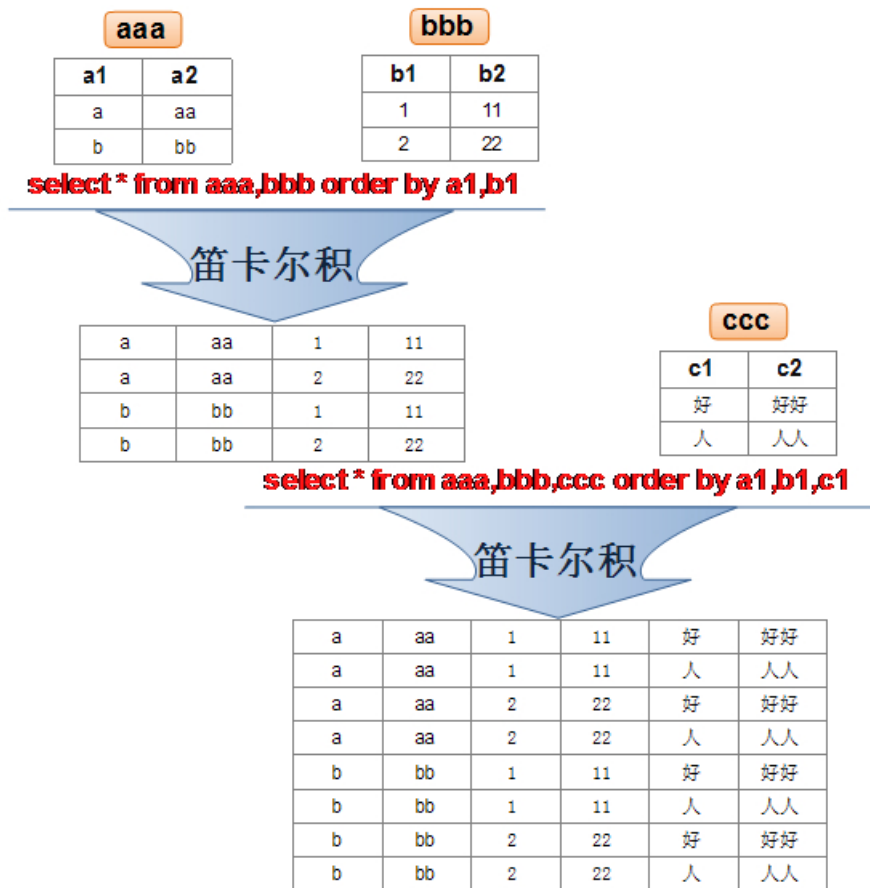 aaa
bbb
a1 a2
a aa
b bb
b1 b2
1 11
2 22
select * from aaa,bbb order by a1,b1
笛卡尔积
a aa 1 11
a aa 2 22
b bb 1 11
b bb 2 22
ccc
c1 c2
好 好好
人 人人
select * from aaa,bbb,ccc order by a1,b1,c1
笛卡尔积
a aa 1 11 好 好好
a aa 1 11 人 人人
a aa 2 22 好 好好
a aa 2 22 人 人人
b bb 1 11 好 好好
b bb 1 11 人 人人
b bb 2 22 好 好好
b bb 2 22 人 人人